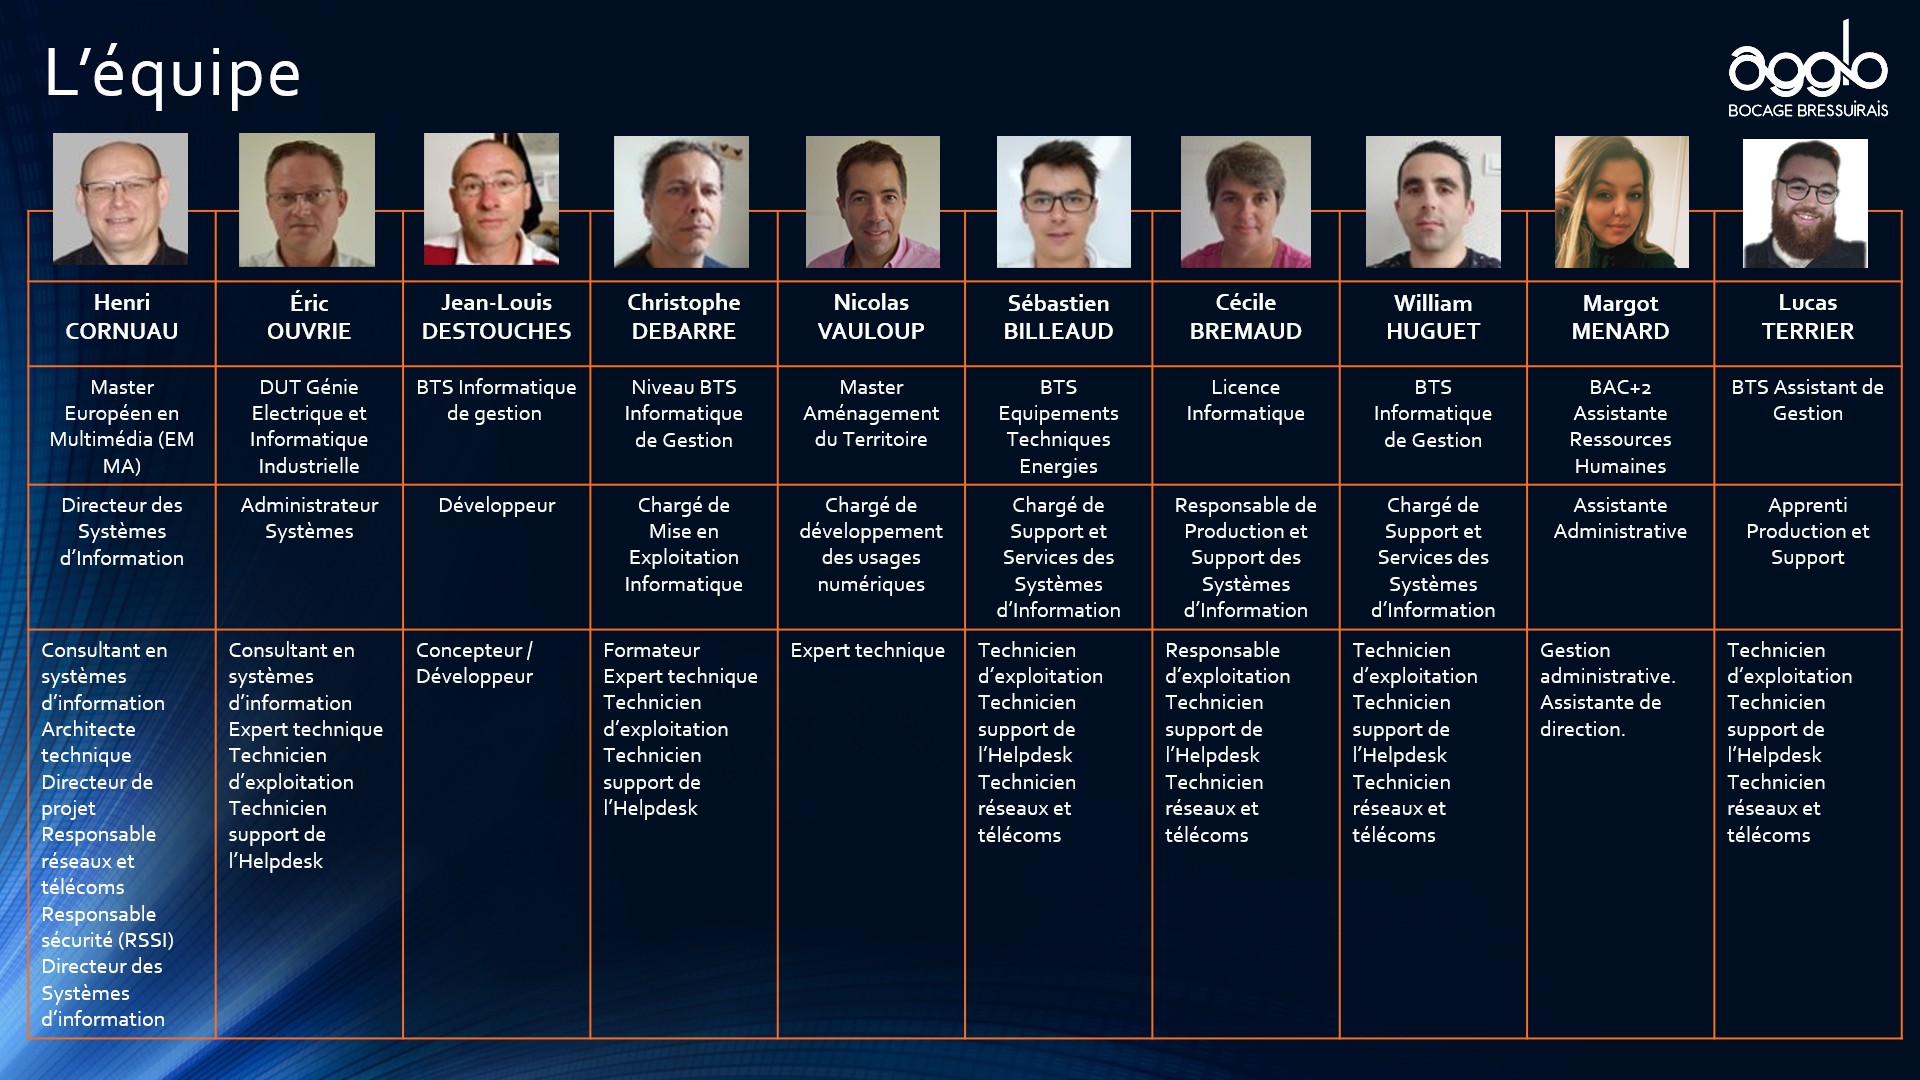 L’équipe
agglo
BOCAGE BRESSUIRAIS
Henri
CORNUAU
Éric
OUVRIE
Jean-Louis
DESTOUCHES
Christophe
DEBARRE
Nicolas
VAULOUP
Sébastien
BILLEAUD
Cécile
BREMAUD
William
HUGUET
Margot
MENARD
Lucas
TERRIER
Master
Européen en
Multimédia (EM
MA)
DUT Génie
Electrique et
Informatique
Industrielle
BTS Informatique
de gestion
Niveau BTS
Informatique
de Gestion
Master
Aménagement
du Territoire
BTS
Equipements
Techniques
Energies
Licence
Informatique
BTS
Informatique
de Gestion
BAC+2
Assistante
Ressources
Humaines
BTS Assistant de
Gestion
Directeur des
Systèmes
d’Information
Administrateur
Systèmes
Développeur
Chargé de
Mise en
Exploitation
Informatique
Chargé de
développement
des usages
numériques
Chargé de
Support et
Services des
Systèmes
d’Information
Responsable de
Production et
Support des
Systèmes
d’Information
Chargé de
Support et
Services des
Systèmes
d’Information
Assistante
Administrative
Apprenti
Production et
Support
Consultant en
systèmes
d’information
Architecte
technique
Directeur de
projet
Responsable
réseaux et
télécoms
Responsable
sécurité (RSSI)
Directeur des
Systèmes
d’information
Consultant en
systèmes
d’information
Expert technique
Technicien
d’exploitation
Technicien
support de
l’Helpdesk
Concepteur /
Développeur
Formateur
Expert technique
Technicien
d’exploitation
Technicien
support de
l’Helpdesk
Expert technique
Technicien
d’exploitation
Technicien
support de
l’Helpdesk
Technicien
réseaux et
télécoms
Responsable
d’exploitation
Technicien
support de
l’Helpdesk
Technicien
réseaux et
télécoms
Technicien
d’exploitation
Technicien
support de
l’Helpdesk
Technicien
réseaux et
télécoms
Gestion
administrative.
Assistante de
direction.
Technicien
d’exploitation
Technicien
support de
l’Helpdesk
Technicien
réseaux et
télécoms